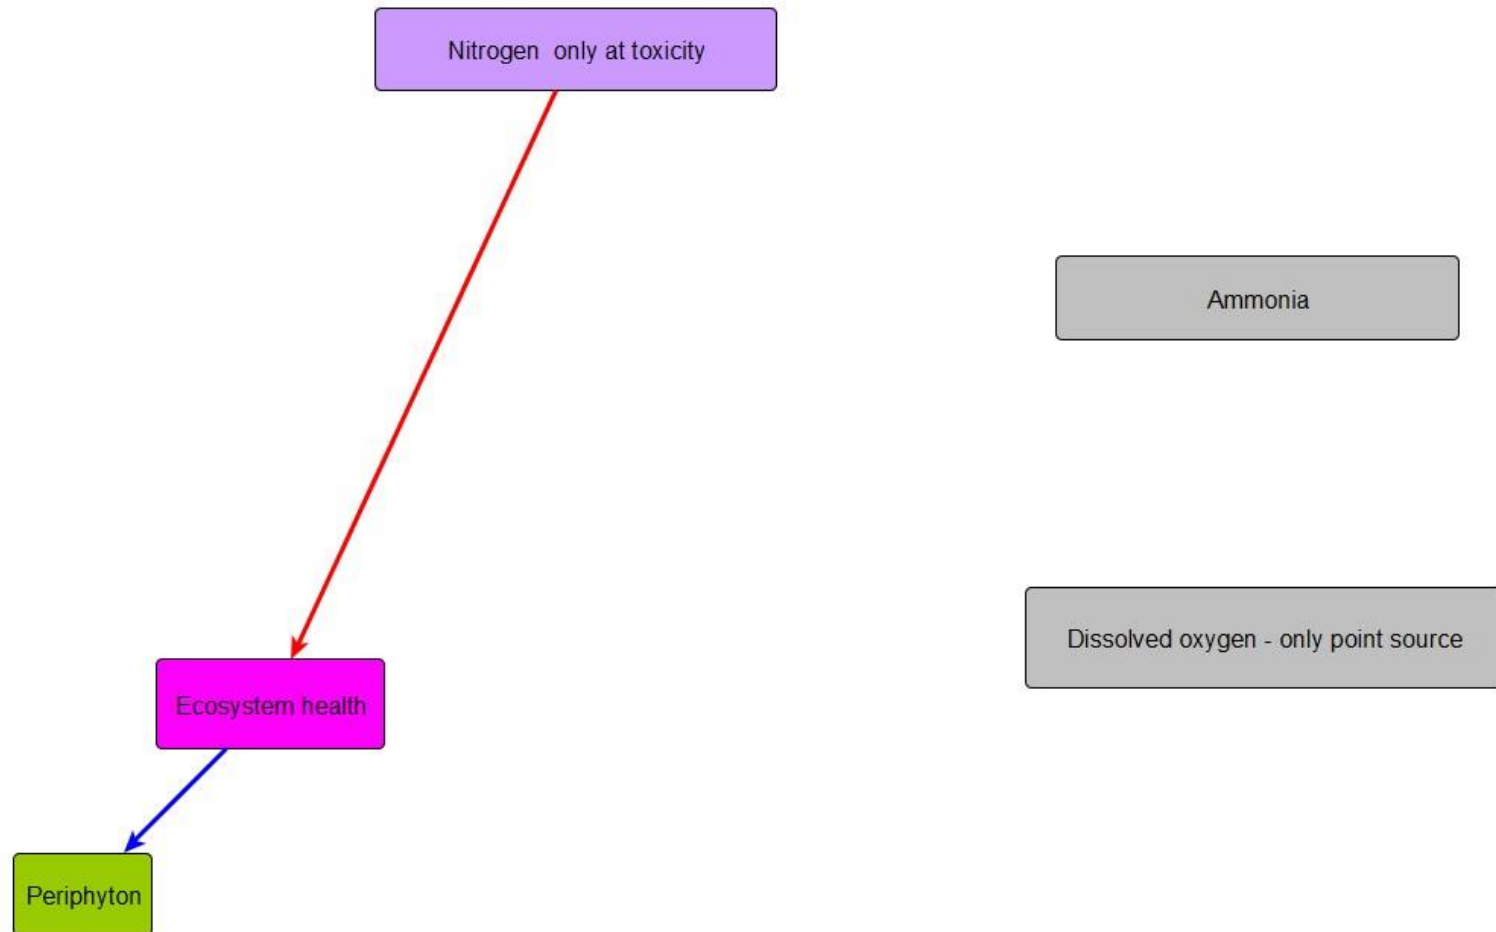 Nitrogen  only at toxicity
Ammonia
Dissolved oxygen - only point source
Ecosystem health
Periphyton